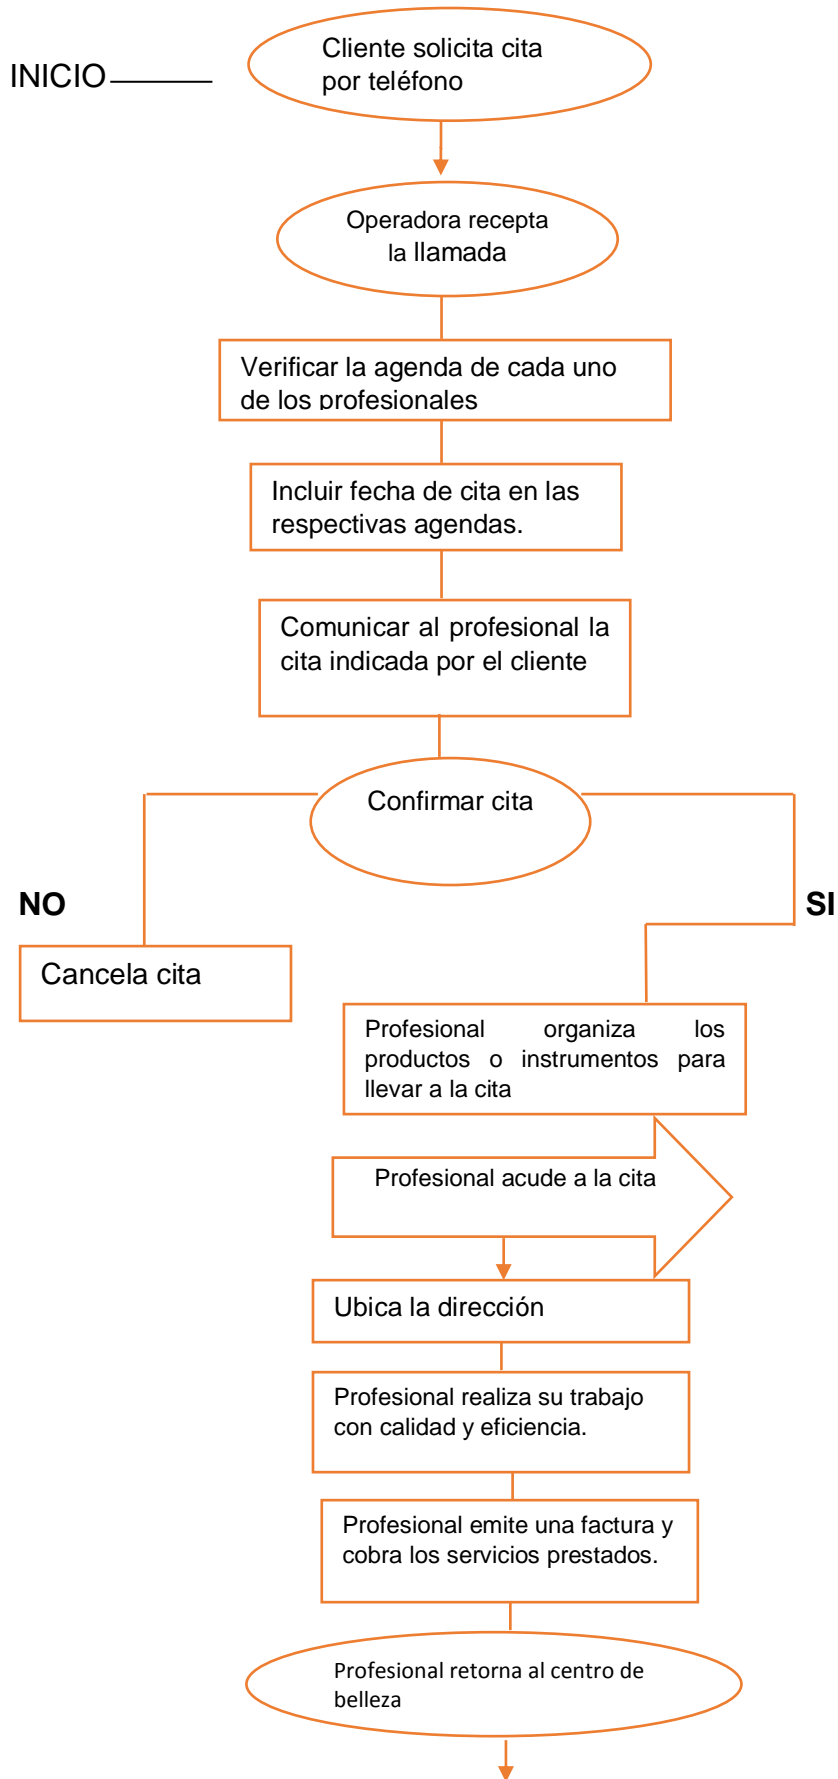 INICIO
Cliente solicita cita
por teléfono
Operadora recepta
la llamada
Verificar la agenda de cada uno
de los profesionales
Incluir fecha de cita en las
respectivas agendas.
Comunicar al profesional la
cita indicada por el cliente
Confirmar cita
NO
SI
Cancela cita
Profesional organiza los
productos o instrumentos para
llevar a la cita
Profesional acude a la cita
Ubica la dirección
Profesional realiza su trabajo
con calidad y eficiencia.
Profesional emite una factura y
cobra los servicios prestados.
Profesional retorna al centro de
belleza